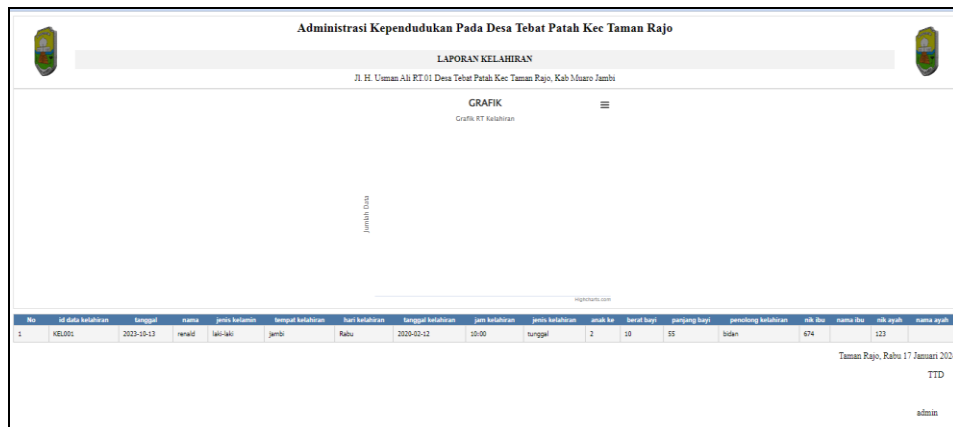 Administrasi Kependudukan Pada Desa Tebat Patah Kec Taman Rajo
LAPORAN KELAHIRAN
Jl. H. Usman Ali RT.01 Desa Tebat Patah Kec Taman Rajo, Kab Muaro Jambi
GRAFIK
Grafik RT Kelahiran
Jumlah Data
Highcharts.com
No id data kelahiran tanggal nama jenis kelamin tempat kelahiran hari kelahiran tanggal kelahiran jam kelahiran jenis kelahiran anak ke berat bayi panjang bayi penolong kelahiran nik ibu nama ibu nik ayah nama ayah
1 KEL001 2023-10-13 renald laki-laki jambi Rabu 2020-02-12 10:00 tunggal 2 10 55 bidan 674 123
Taman Rajo, Rabu 17 Januari 202
TTD
admin